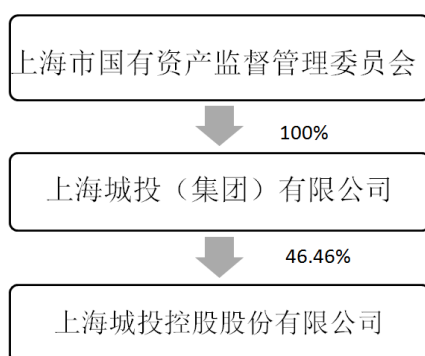 上海市国有资产监督管理委员会
100%
上海城投（集团）有限公司
46.46%
上海城投控股股份有限公司